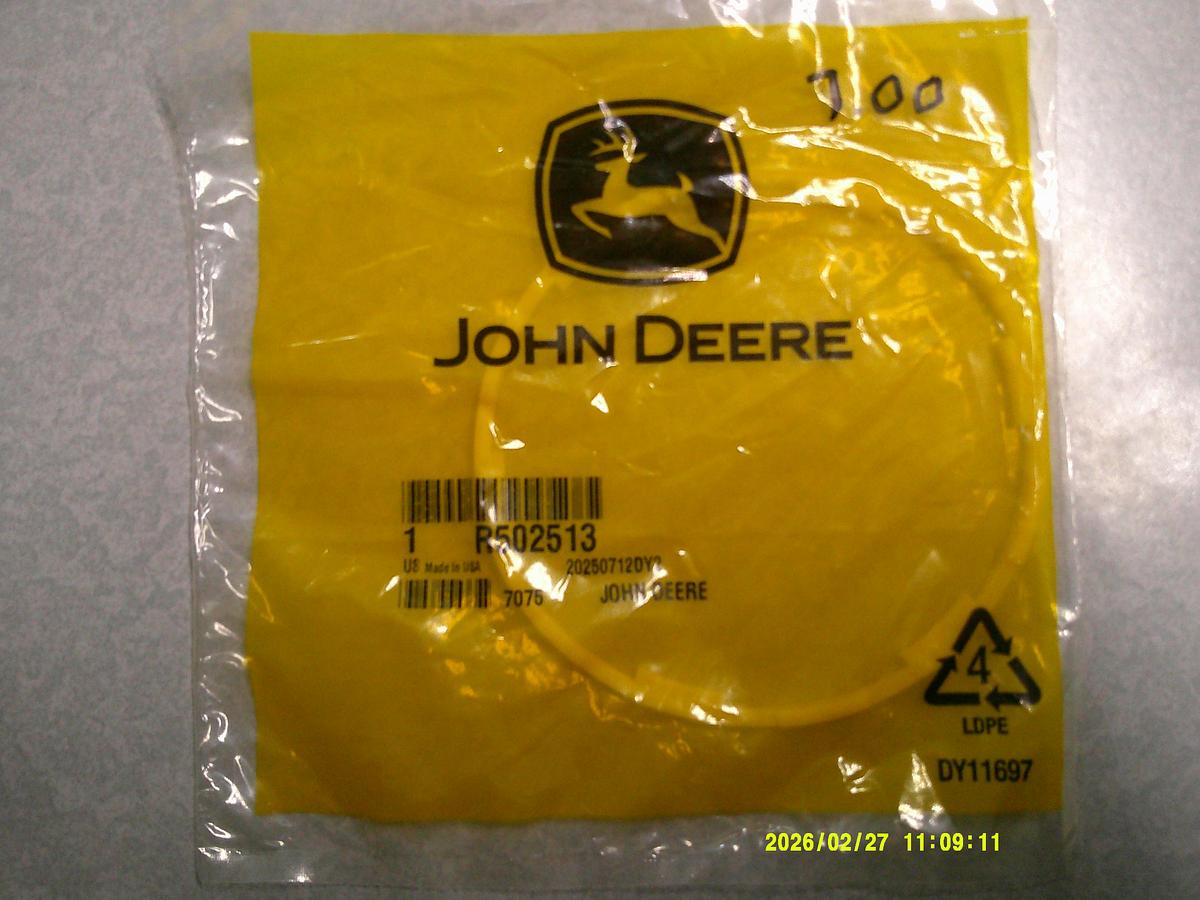 7.00
JOHN DEERE
1 R502513
US Made In USA 20250712DY2
7075 JOHN DEERE
4
LDPE
DY11697
2026/02/27 11:09:11